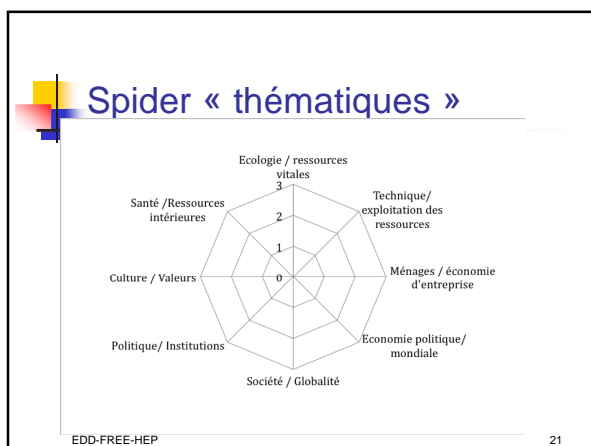 Spider « thématiques »
Ecologie / ressources
vitales
3
2
1
0
Technique/
exploitation des
ressources
Ménages / économie
d'entreprise
Economie politique/
mondiale
Société / Globalité
Politique/ Institutions
Culture / Valeurs
Santé /Ressources
intérieures
EDD-FREE-HEP
21